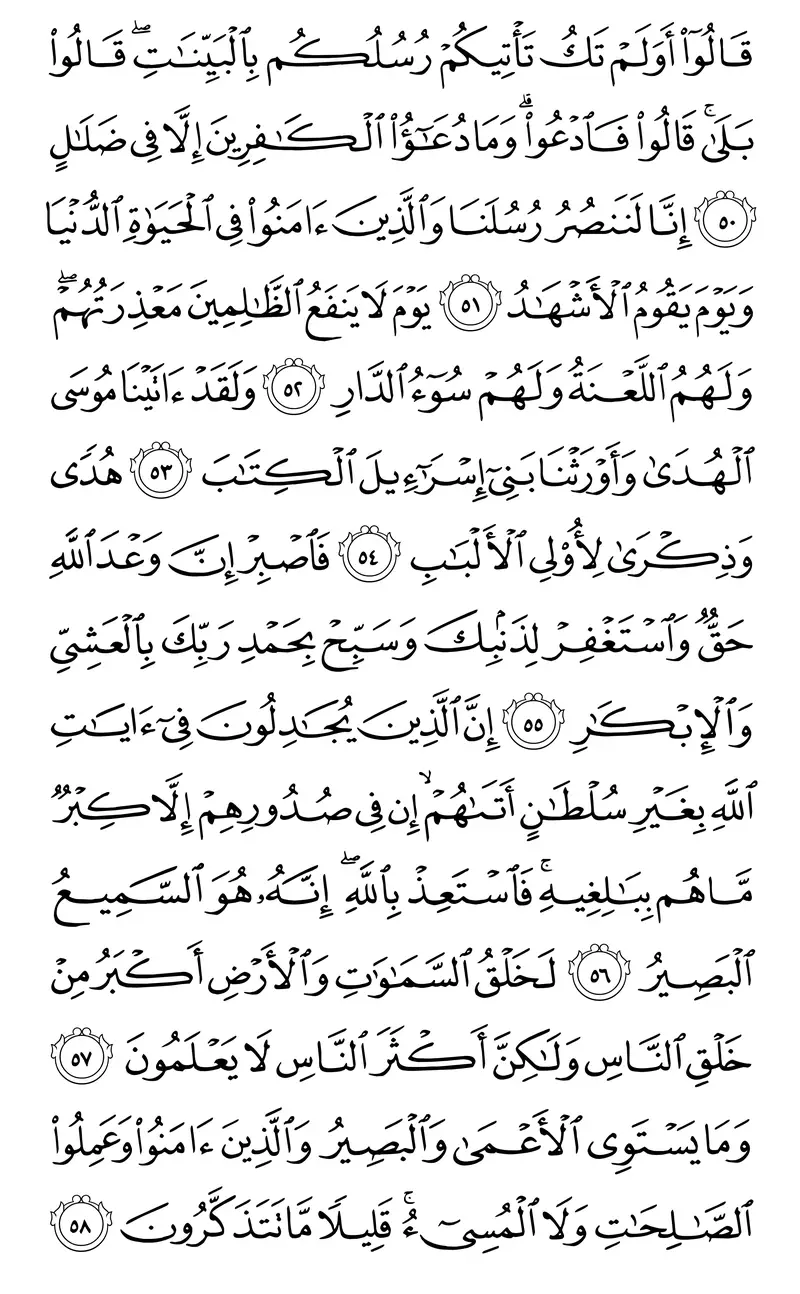 قَالُوٓاْ أَوَلَمۡ تَكُ تَأۡتِيكُمۡ رُسُلُكُم بِٱلۡبَيِّنَٰتِۖ قَالُواْ
بَلَىٰۚ قَالُواْ فَٱدۡعُواْۗ وَمَا دُعَٰٓؤُاْ ٱلۡكَٰفِرِينَ إِلَّا فِي ضَلَٰلٍ
٥٠ إِنَّا لَنَنصُرُ رُسُلَنَا وَٱلَّذِينَ ءَامَنُواْ فِي ٱلۡحَيَوٰةِ ٱلدُّنۡيَا
وَيَوۡمَ يَقُومُ ٱلۡأَشۡهَٰدُ ٥١ يَوۡمَ لَا يَنفَعُ ٱلظَّٰلِمِينَ مَعۡذِرَتُهُمۡۖ
وَلَهُمُ ٱللَّعۡنَةُ وَلَهُمۡ سُوٓءُ ٱلدَّارِ ٥٢ وَلَقَدۡ ءَاتَيۡنَا مُوسَى
ٱلۡهُدَىٰ وَأَوۡرَثۡنَا بَنِيٓ إِسۡرَٰٓءِيلَ ٱلۡكِتَٰبَ ٥٣ هُدٗى
وَذِكۡرَىٰ لِأُوْلِي ٱلۡأَلۡبَٰبِ ٥٤ فَٱصۡبِرۡ إِنَّ وَعۡدَ ٱللَّهِ
حَقّٞ وَٱسۡتَغۡفِرۡ لِذَنۢبِكَ وَسَبِّحۡ بِحَمۡدِ رَبِّكَ بِٱلۡعَشِيِّ
وَٱلۡإِبۡكَٰرِ ٥٥ إِنَّ ٱلَّذِينَ يُجَٰدِلُونَ فِيٓ ءَايَٰتِ
ٱللَّهِ بِغَيۡرِ سُلۡطَٰنٍ أَتَىٰهُمۡۙ إِن فِي صُدُورِهِمۡ إِلَّا كِبۡرٞ
مَّا هُم بِبَٰلِغِيهِۚ فَٱسۡتَعِذۡ بِٱللَّهِۖ إِنَّهُۥ هُوَ ٱلسَّمِيعُ
ٱلۡبَصِيرُ ٥٦ لَخَلۡقُ ٱلسَّمَٰوَٰتِ وَٱلۡأَرۡضِ أَكۡبَرُ مِنۡ
خَلۡقِ ٱلنَّاسِ وَلَٰكِنَّ أَكۡثَرَ ٱلنَّاسِ لَا يَعۡلَمُونَ ٥٧
وَمَا يَسۡتَوِي ٱلۡأَعۡمَىٰ وَٱلۡبَصِيرُ وَٱلَّذِينَ ءَامَنُواْ وَعَمِلُواْ
ٱلصَّٰلِحَٰتِ وَلَا ٱلۡمُسِيٓءُۚ قَلِيلٗا مَّا تَتَذَكَّرُونَ ٥٨